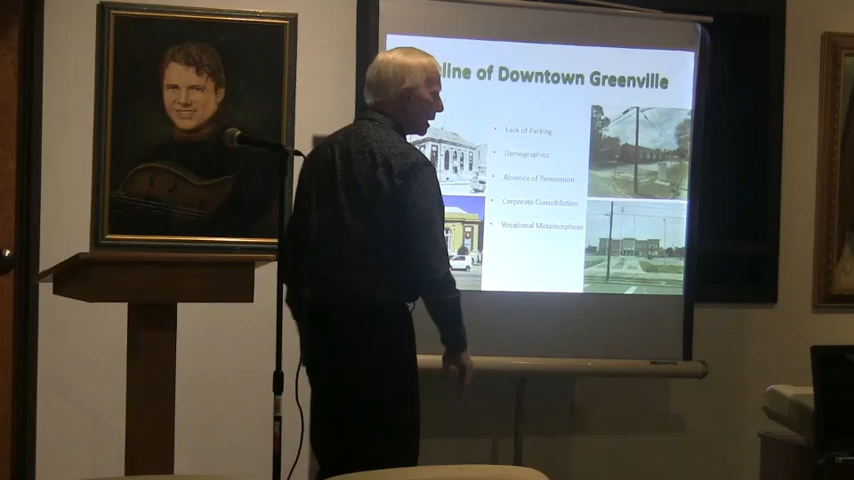 line of Downtown Greenville
• Lack of Parking
• Demographics
• Absence of Renovation
• Corporate Consolidation
• Vocational Metamorphose